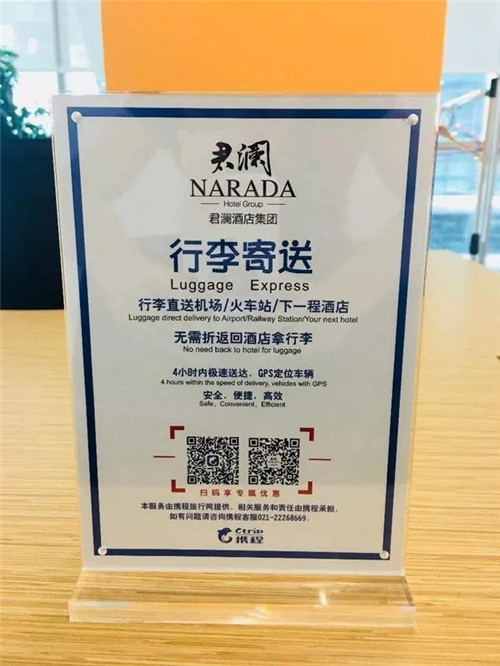 君澜
NARADA
Hotel Group
君澜酒店集团
行李寄送
Luggage Express
行李直送机场/火车站/下一程酒店
Luggage direct delivery to Airport/Railway Station/Your next hotel
无需折返回酒店拿行李
No need back to hotel for luggage
4小时内极速送达，GPS定位车辆
4 hours within the speed of delivery, vehicles with GPS
安全，便捷，高效
Safe, Convenient, Efficient
扫码享专属优惠
本服务由携程旅行网提供，相关服务和责任由携程承担，
如有问题请咨询携程客服021-22268669。
Ctrip
携程